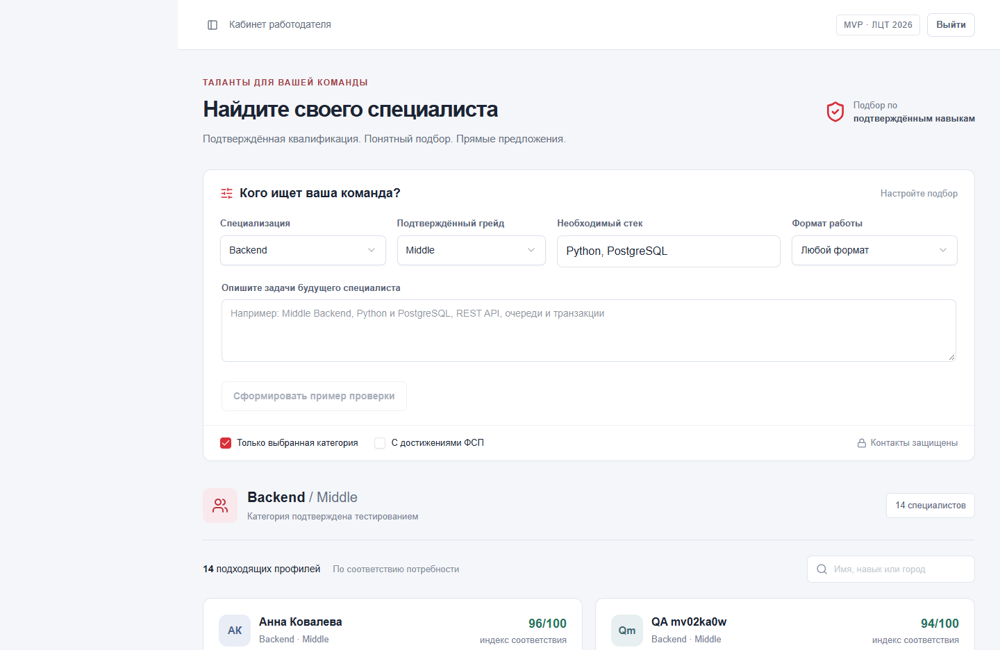 Кабинет работодателя
MVP · ЛЦТ 2026
Выйти
ТАЛАНТЫ ДЛЯ ВАШЕЙ КОМАНДЫ
Найдите своего специалиста
Подтверждённая квалификация. Понятный подбор. Прямые предложения.
Подбор по
подтверждённым навыкам
Кого ищет ваша команда?
Настройте подбор
Специализация
Подтверждённый грейд
Необходимый стек
Формат работы
Backend
Middle
Python, PostgreSQL
Любой формат
Опишите задачи будущего специалиста
Например: Middle Backend, Python и PostgreSQL, REST API, очереди и транзакции
Сформировать пример проверки
Только выбранная категория
С достижениями ФСП
Контакты защищены
Backend / Middle
Категория подтверждена тестированием
14 специалистов
14 подходящих профилей
По соответствию потребности
Имя, навык или город
АК
Анна Ковалева
Backend · Middle
96/100
индекс соответствия
Qm
QA mv02ka0w
Backend · Middle
94/100
индекс соответствия